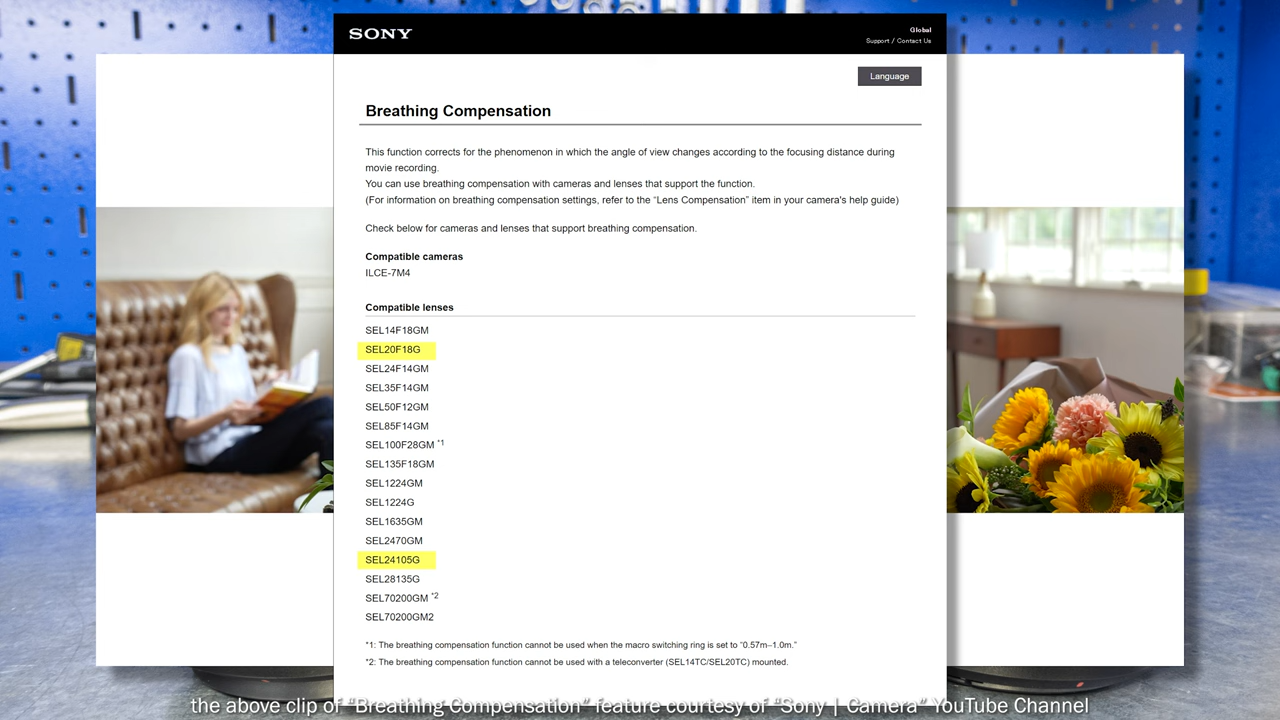 SONY
Global
Support / Contact Us
Language
Breathing Compensation
This function corrects for the phenomenon in which the angle of view changes according to the focusing distance during
movie recording.
You can use breathing compensation with cameras and lenses that support the function.
(For information on breathing compensation settings, refer to the “Lens Compensation” item in your camera's help guide)
Check below for cameras and lenses that support breathing compensation.
Compatible cameras
ILCE-7M4
Compatible lenses
SEL14F18GM
SEL20F18G
SEL24F14GM
SEL35F14GM
SEL50F12GM
SEL85F14GM
SEL100F28GM *1
SEL135F18GM
SEL1224GM
SEL1224G
SEL1635GM
SEL2470GM
SEL24105G
SEL28135G
SEL70200GM *2
SEL70200GM2
*1: The breathing compensation function cannot be used when the macro switching ring is set to “0.57m–1.0m.”
*2: The breathing compensation function cannot be used with a teleconverter (SEL14TC/SEL20TC) mounted.
the above clip of “Breathing Compensation” feature courtesy of “Sony | Camera” YouTube Channel